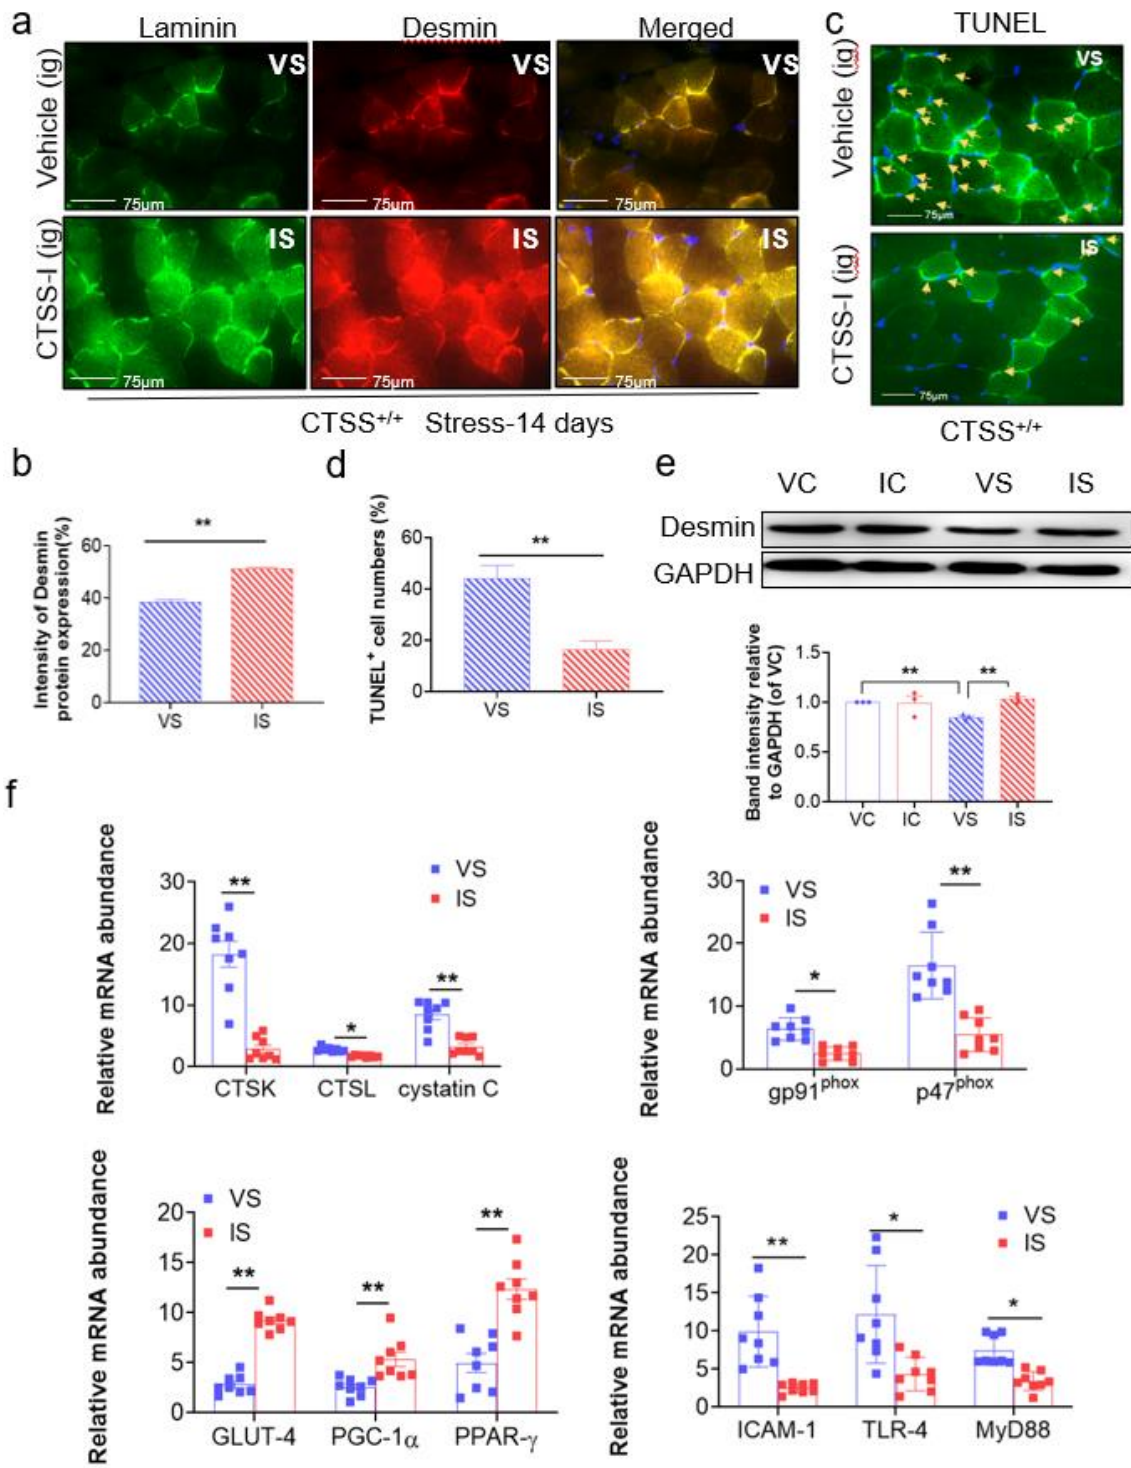 a
Laminin
Desmin
Merged
Vehicle (ig)
VS
75μm
VS
75μm
VS
75μm
CTSS-I (ig)
IS
75μm
IS
75μm
IS
75μm
CTSS+/+ Stress-14 days
c
TUNEL
Vehicle (ig)
VS
75μm
CTSS-I (ig)
IS
75μm
CTSS+/+
b
Intensity of Desmin
protein expression(%)
60
40
20
0
**
VS
IS
d
TUNEL+ cell numbers (%)
60
40
20
0
**
VS
IS
e
VC IC VS IS
Desmin
GAPDH
Band intensity relative
to GAPDH (of VC)
1.5
1.0
0.5
0.0
**
**
VC IC VS IS
f
Relative mRNA abundance
30
20
10
0
VS
IS
**
*
**
CTSK CTSL cystatin C
Relative mRNA abundance
30
20
10
0
VS
IS
*
**
gp91phox p47phox
Relative mRNA abundance
20
15
10
5
0
VS
IS
**
**
**
GLUT-4 PGC-1α PPAR-γ
Relative mRNA abundance
25
20
15
10
5
0
VS
IS
**
*
*
ICAM-1 TLR-4 MyD88